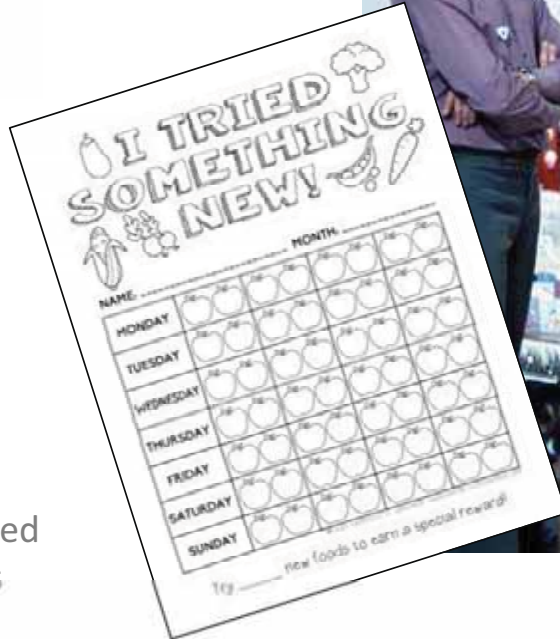 I TRIED
SOMETHING
NEW!
NAME: MONTH:
MONDAY
TUESDAY
WEDNESDAY
THURSDAY
FRIDAY
SATURDAY
SUNDAY
Try ____ new foods to earn a special reward!
ed
s